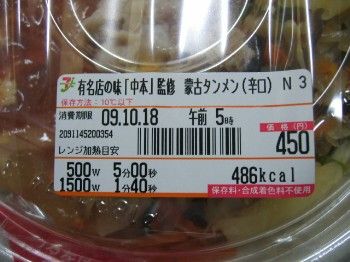 有名店の味「中本」監修 蒙古タンメン(辛口) N 3
保存方法:10℃以下
消費期限 09.10.18 午前 5時
2091145200354
価 格(円)
450
レンジ加熱目安
500W 5分00秒
1500W 1分40秒
486kcal
保存料・合成着色料不使用